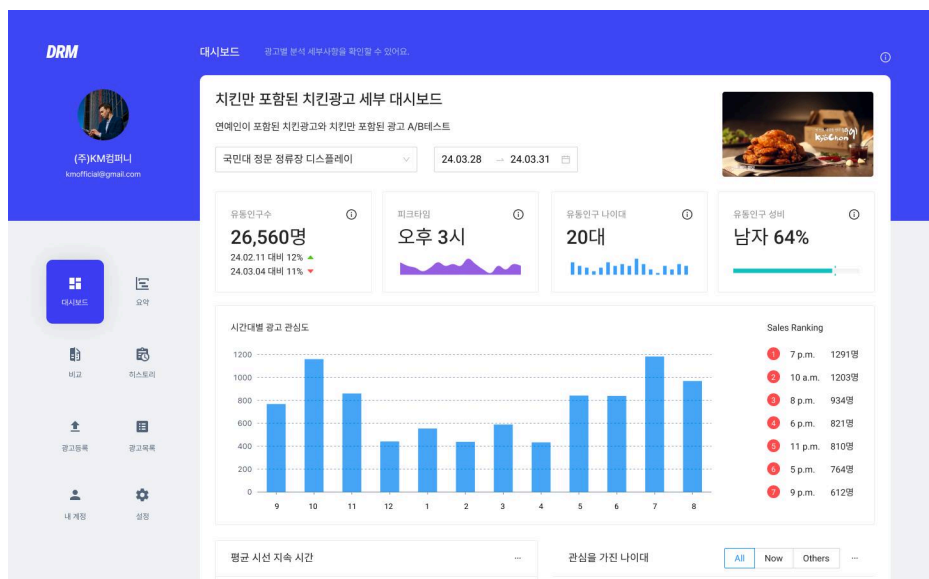 DRM
대시보드
광고별 분석 세부사항을 확인할 수 있어요.
(주)KM컴퍼니
kmofficial@gmail.com
대시보드
요약
비교
히스토리
광고등록
광고목록
내 계정
설정
치킨만 포함된 치킨광고 세부 대시보드
연예인이 포함된 치킨광고와 치킨만 포함된 광고 A/B테스트
국민대 정문 정류장 디스플레이
24.03.28 → 24.03.31
KyoChon
유동인구수
26,560명
24.02.11 대비 12%
24.03.04 대비 11%
피크타임
오후 3시
유동인구 나이대
20대
유동인구 성비
남자 64%
시간대별 광고 관심도
1200
1000
800
600
400
200
0
9 10 11 12 1 2 3 4 5 6 7 8
Sales Ranking
1 7 p.m. 1291명
2 10 a.m. 1203명
3 8 p.m. 934명
4 6 p.m. 821명
5 11 p.m. 810명
6 5 p.m. 764명
7 9 p.m. 612명
평균 시선 지속 시간
관심을 가진 나이대
All Now Others